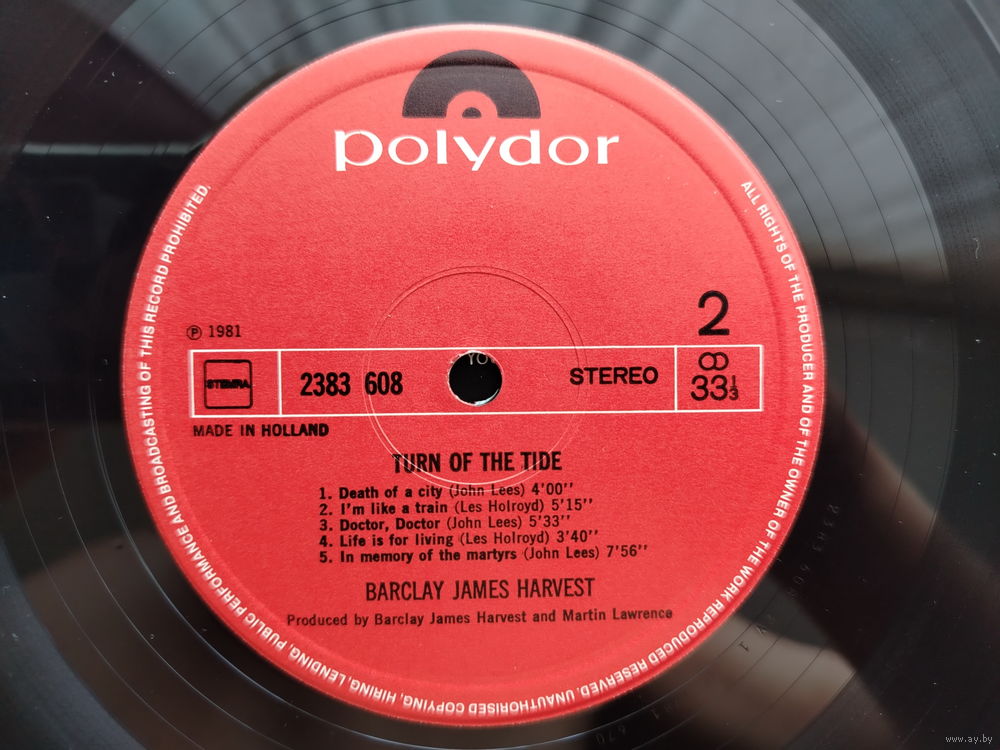 polydor
℗ 1981
STEMRA
2383 608
STEREO
2
33 1/3
MADE IN HOLLAND
TURN OF THE TIDE
1. Death of a city (John Lees) 4'00''
2. I'm like a train (Les Holroyd) 5'15''
3. Doctor, Doctor (John Lees) 5'33''
4. Life is for living (Les Holroyd) 3'40''
5. In memory of the martyrs (John Lees) 7'56''
BARCLAY JAMES HARVEST
Produced by Barclay James Harvest and Martin Lawrence
ALL RIGHTS OF THE PRODUCER AND OF THE OWNER OF THE WORK REPRODUCED RESERVED. UNAUTHORISED COPYING, HIRING, LENDING, PUBLIC PERFORMANCE AND BROADCASTING OF THIS RECORD PROHIBITED.
www.ay.by